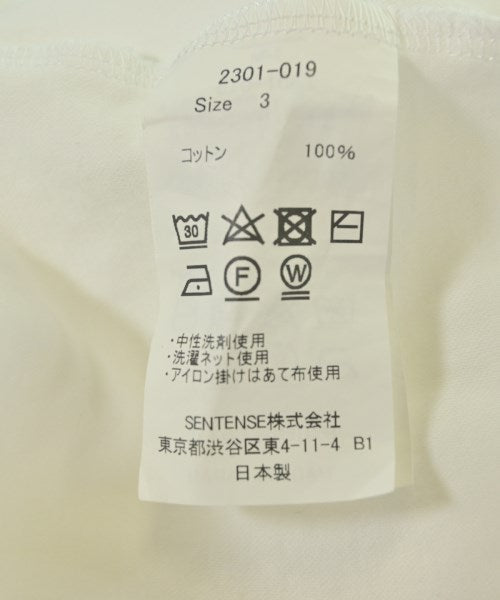 2301-019
Size 3
コットン 100%
30
F W
・中性洗剤使用
・洗濯ネット使用
・アイロン掛けはあて布使用
SENTENSE株式会社
東京都渋谷区東4-11-4 B1
日本製